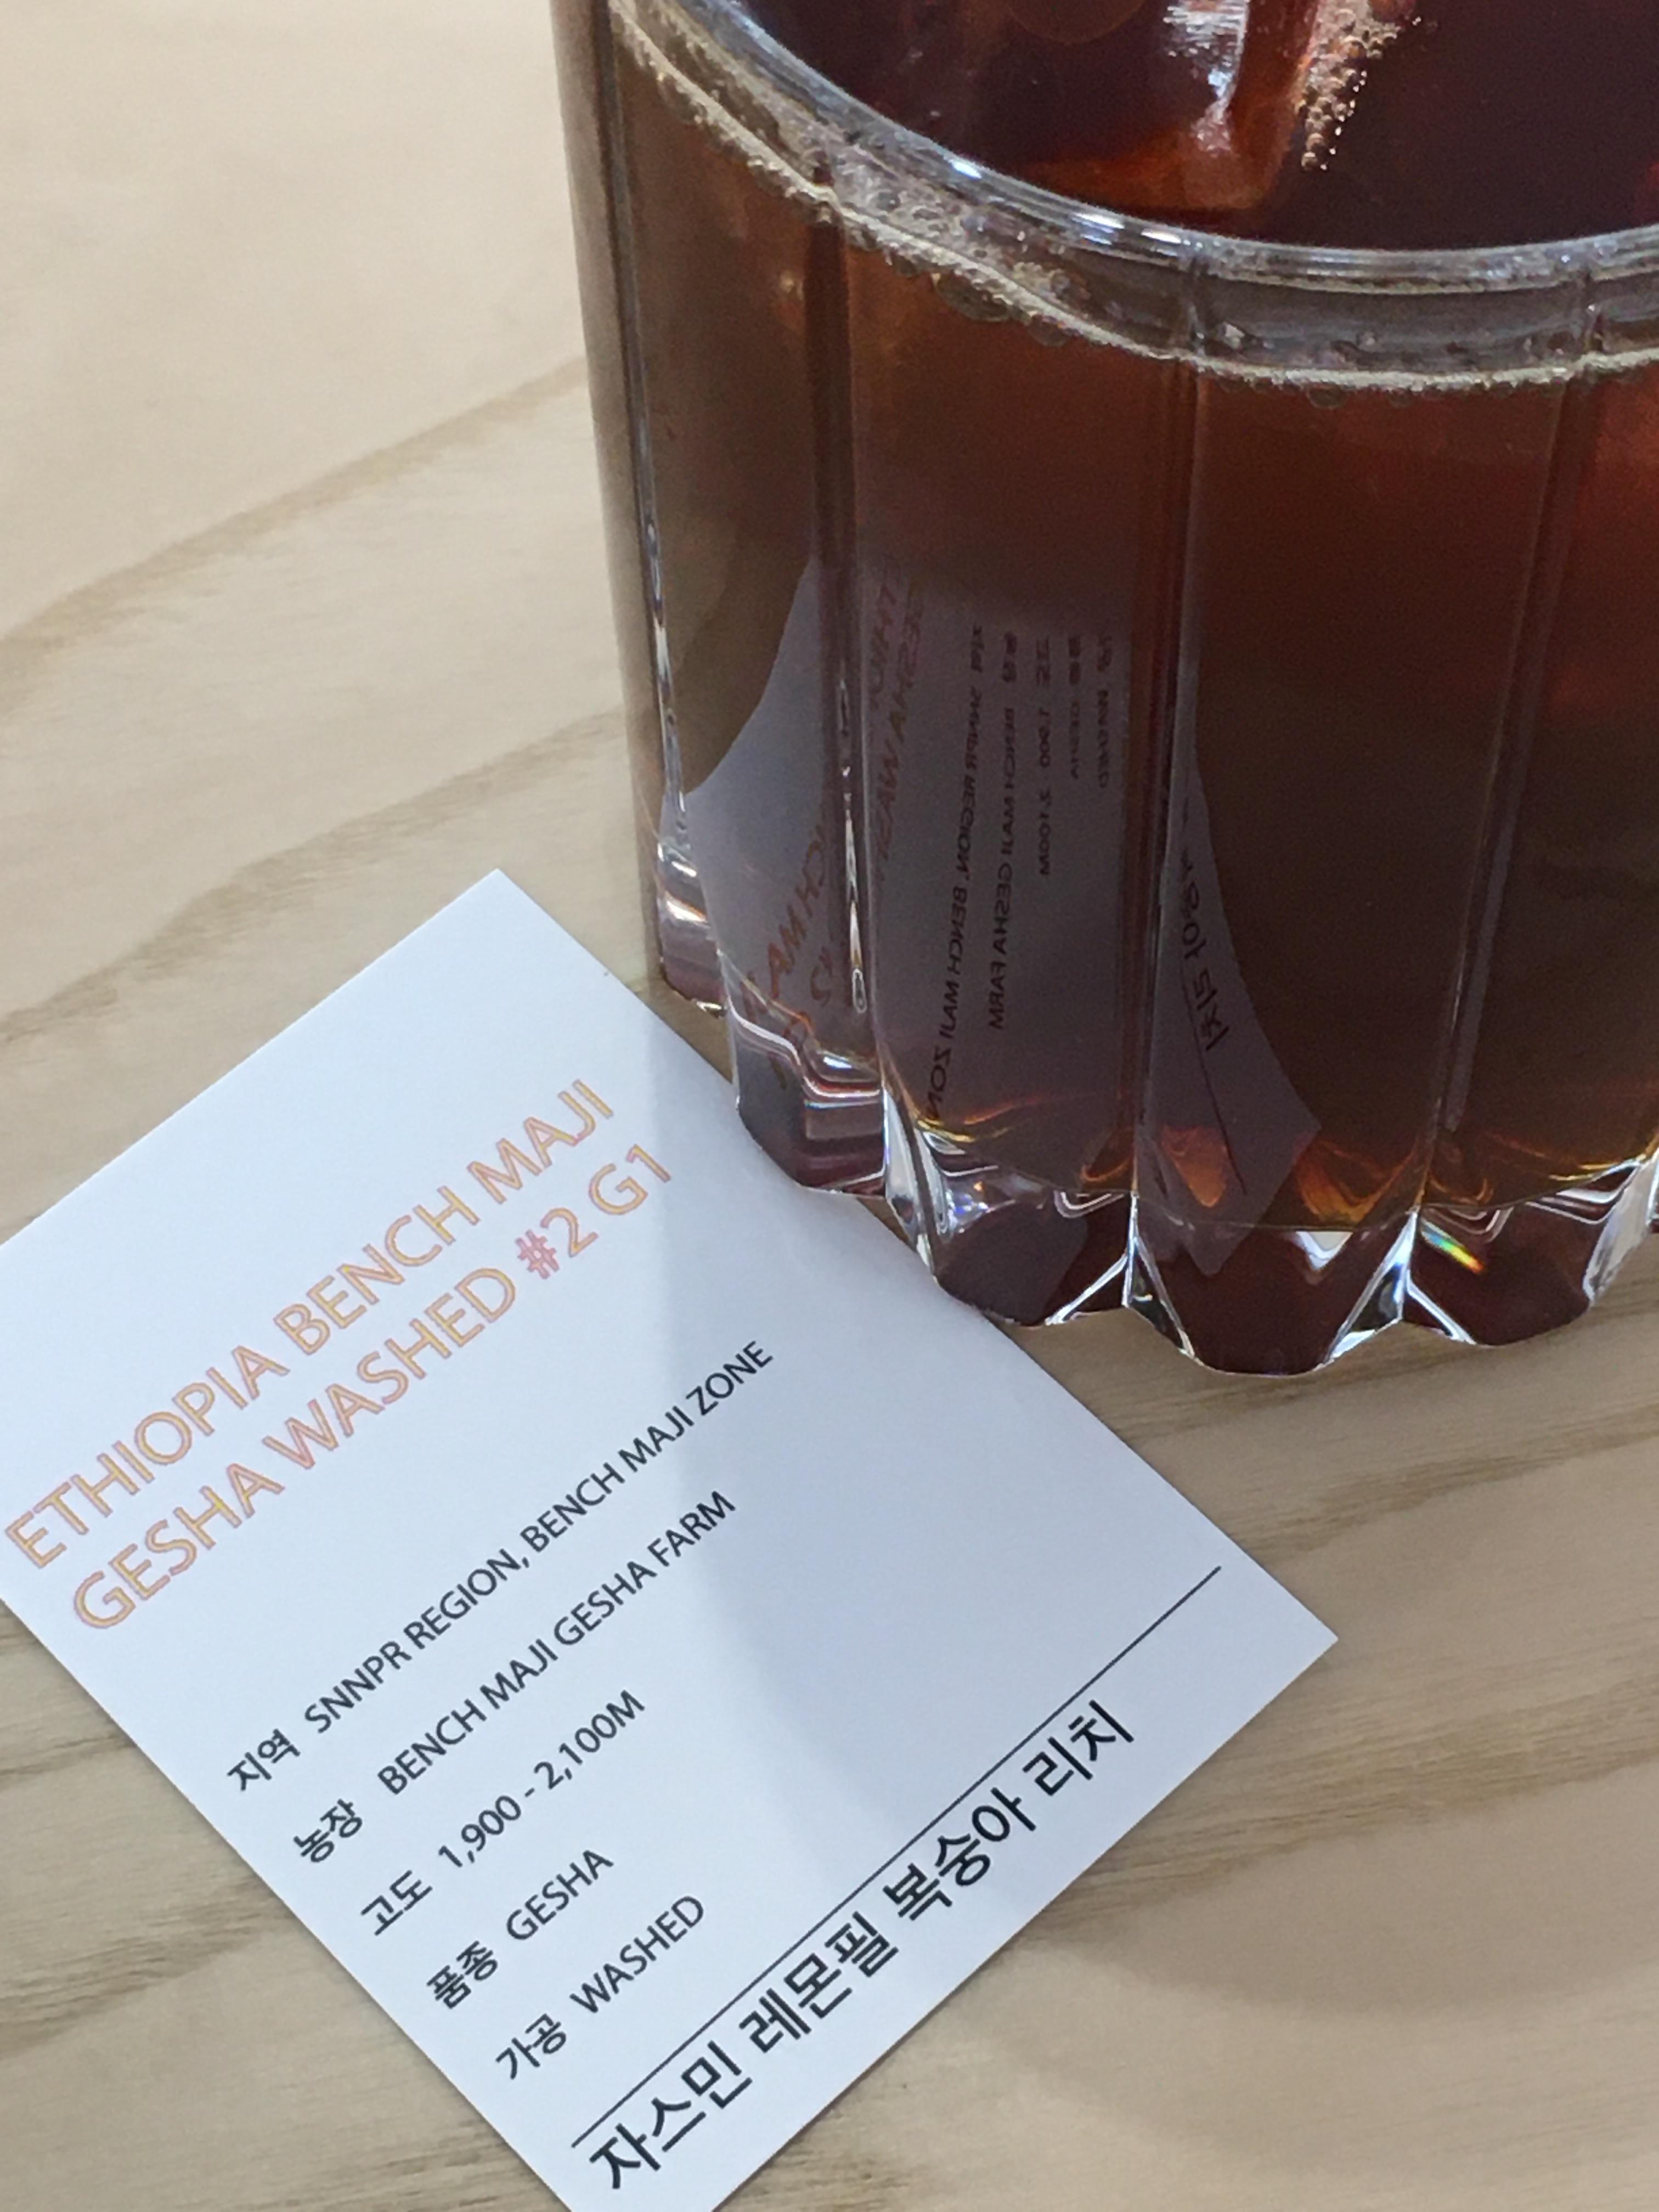 ETHIOPIA BENCH MAJI
GESHA WASHED #2 G1
지역 SNNPR REGION, BENCH MAJI ZONE
농장 BENCH MAJI GESHA FARM
고도 1,900 - 2,100M
품종 GESHA
가공 WASHED
자스민 레몬필 복숭아 리치